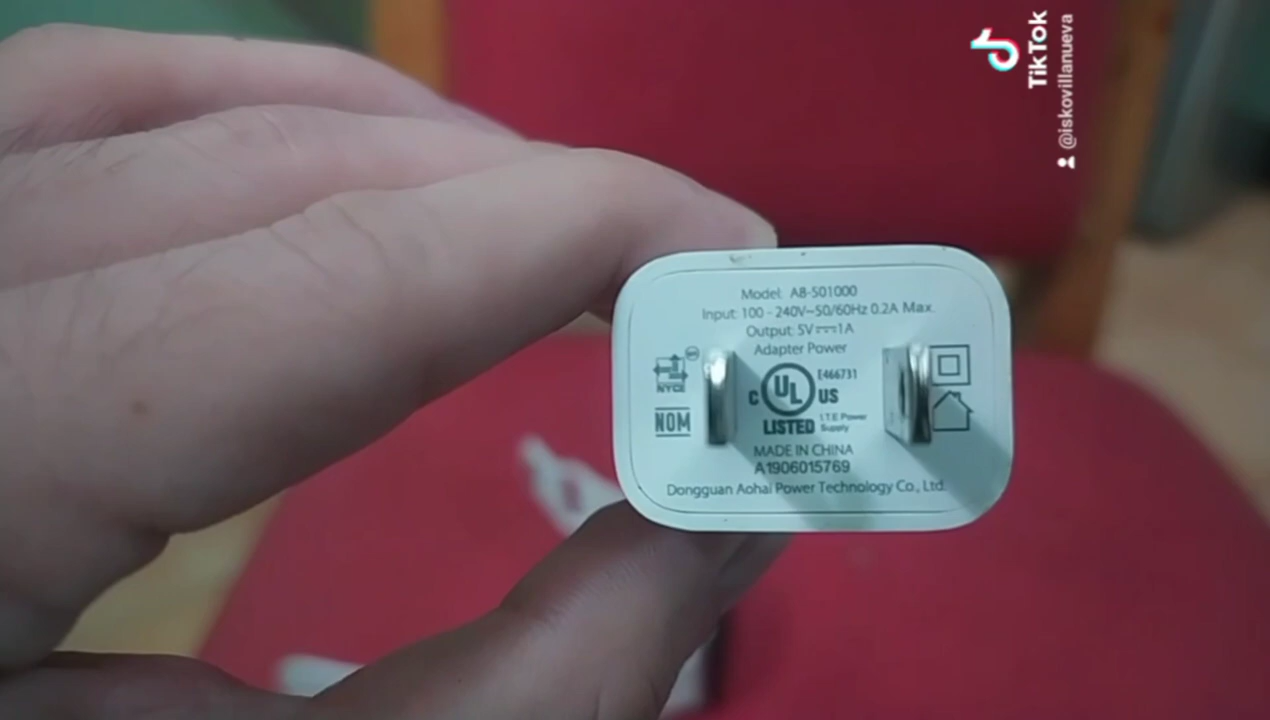 TikTok
@iskovillanueva
Model: A8-501000
Input: 100 - 240V~50/60Hz 0.2A Max.
Output: 5V⎓1A
Adapter Power
NYCE
NOM
C UL US
E466731
LISTED
I.T.E Power
Supply
MADE IN CHINA
A1906015769
Dongguan Aohai Power Technology Co., Ltd.